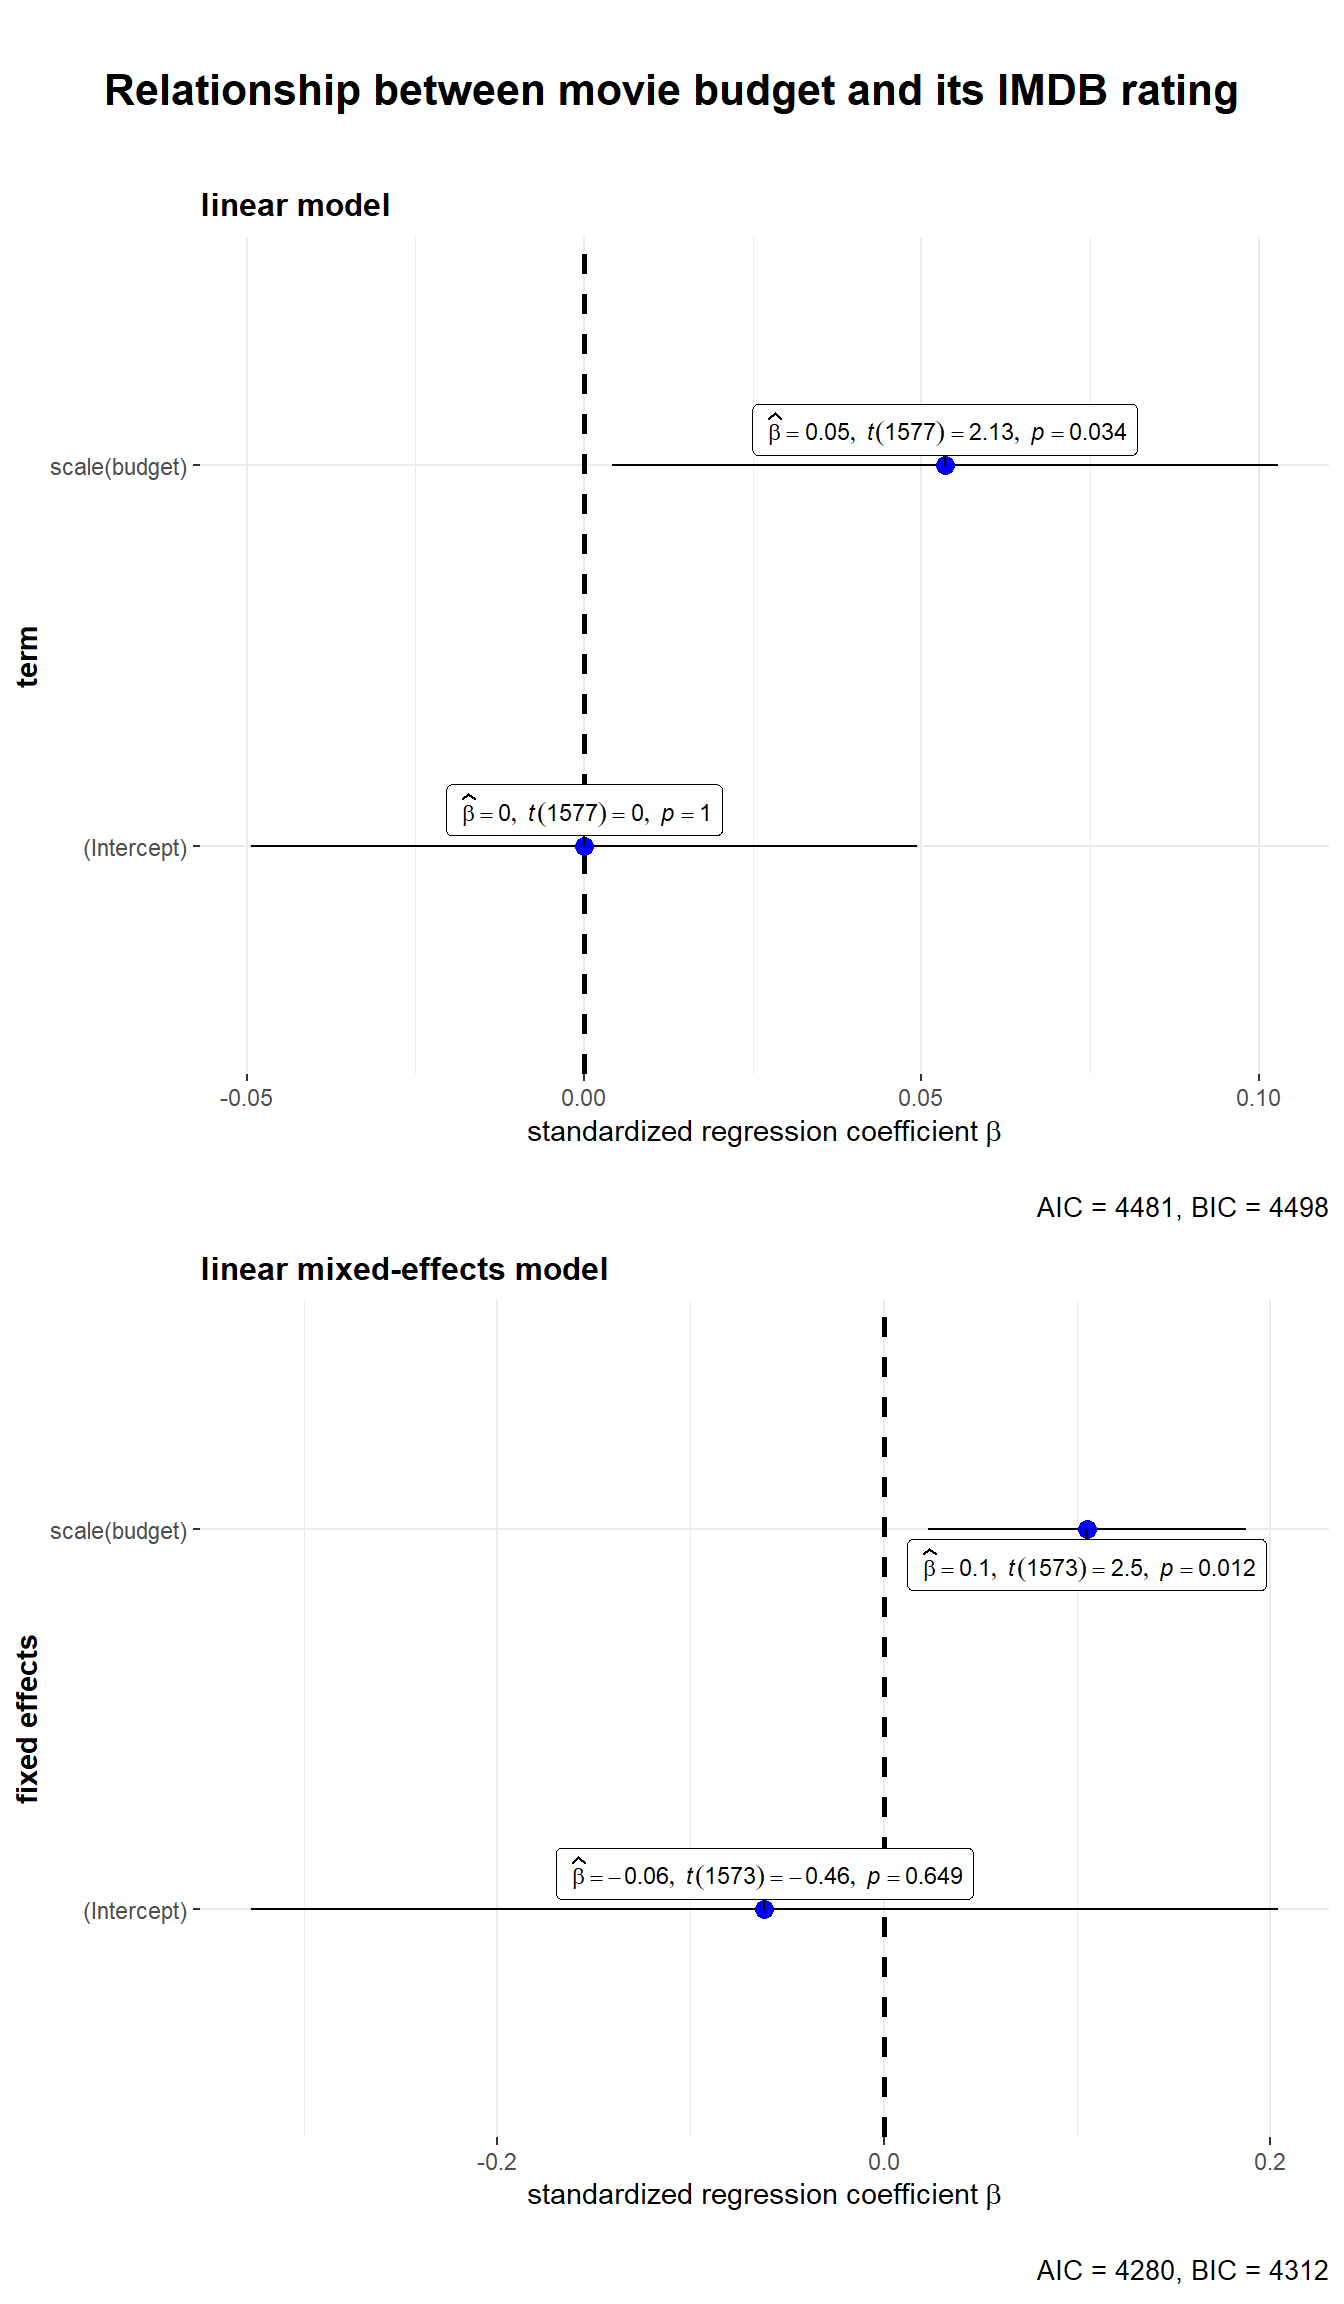 Relationship between movie budget and its IMDB rating
linear model
β̂ = 0.05, t(1577) = 2.13, p = 0.034
scale(budget)
term
β̂ = 0, t(1577) = 0, p = 1
(Intercept)
-0.05 0.00 0.05 0.10
standardized regression coefficient β
AIC = 4481, BIC = 4498
linear mixed-effects model
scale(budget)
β̂ = 0.1, t(1573) = 2.5, p = 0.012
fixed effects
β̂ = −0.06, t(1573) = −0.46, p = 0.649
(Intercept)
-0.2 0.0 0.2
standardized regression coefficient β
AIC = 4280, BIC = 4312